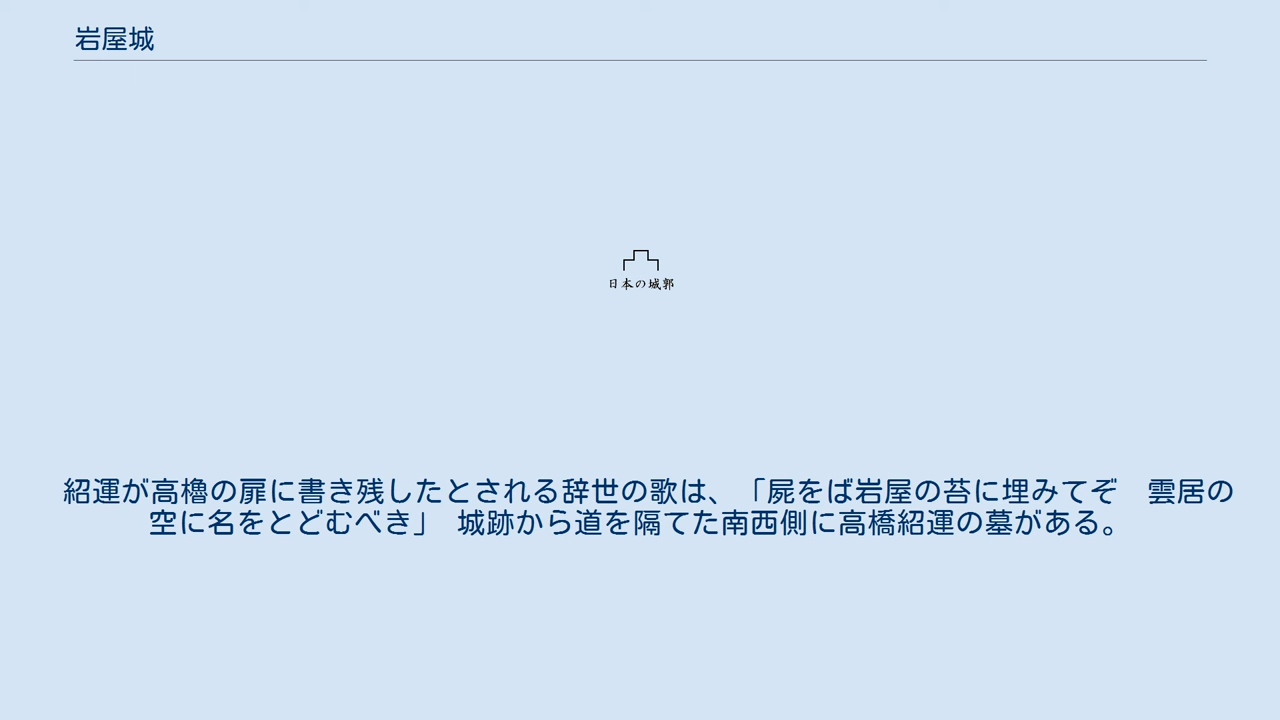 岩屋城
日本の城郭
紹運が高櫓の扉に書き残したとされる辞世の歌は、「屍をば岩屋の苔に埋みてぞ　雲居の
空に名をとどむべき」 城跡から道を隔てた南西側に高橋紹運の墓がある。